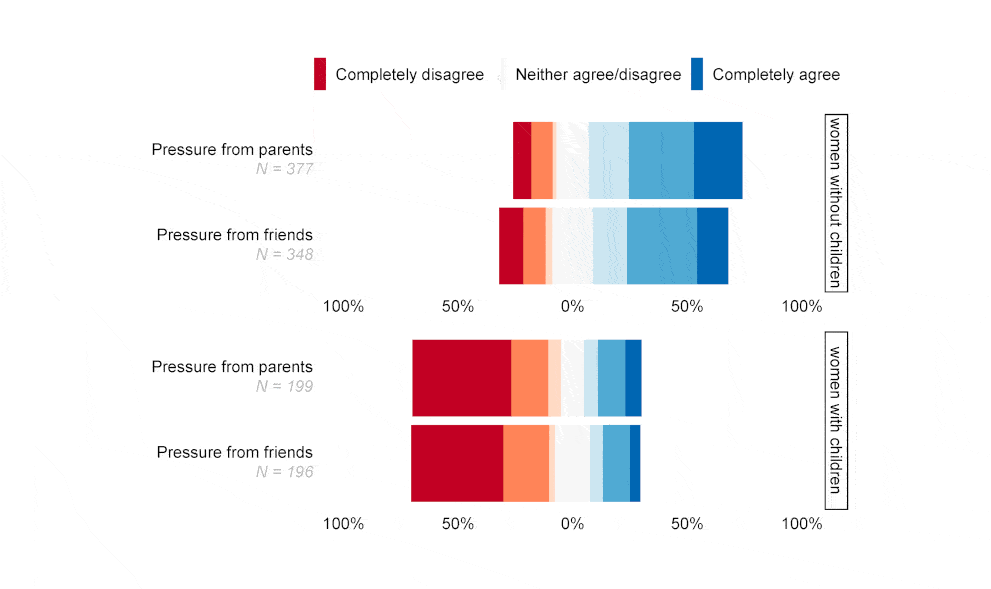 Completely disagree Neither agree/disagree Completely agree
Pressure from parents
N = 377
Pressure from friends
N = 348
women without children
100% 50% 0% 50% 100%
Pressure from parents
N = 199
Pressure from friends
N = 196
women with children
100% 50% 0% 50% 100%